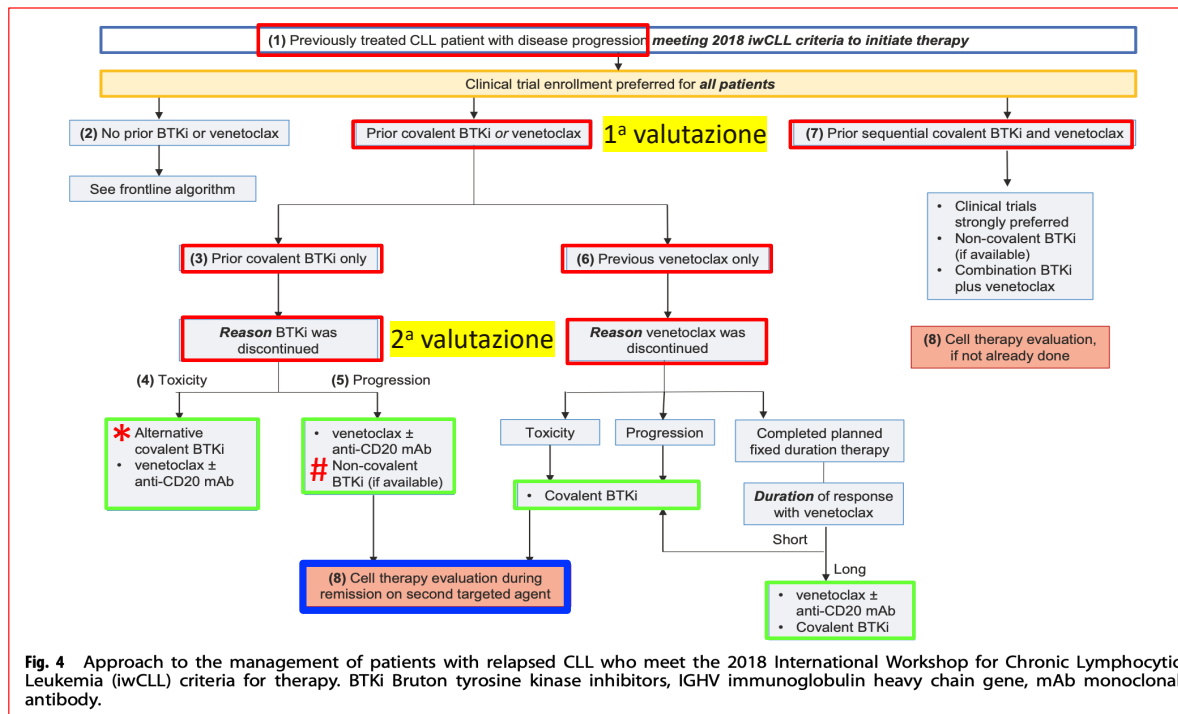 (1) Previously treated CLL patient with disease progression meeting 2018 iwCLL criteria to initiate therapy
Clinical trial enrollment preferred for all patients
(2) No prior BTKi or venetoclax
Prior covalent BTKi or venetoclax
1ª valutazione
(7) Prior sequential covalent BTKi and venetoclax
See frontline algorithm
• Clinical trials
strongly preferred
• Non-covalent BTKi
(if available)
• Combination BTKi
plus venetoclax
(3) Prior covalent BTKi only
(6) Previous venetoclax only
Reason BTKi was
discontinued
2ª valutazione
Reason venetoclax was
discontinued
(8) Cell therapy evaluation,
if not already done
(4) Toxicity
(5) Progression
* Alternative
covalent BTKi
• venetoclax ±
anti-CD20 mAb
• venetoclax ±
anti-CD20 mAb
# Non-covalent
BTKi (if available)
Toxicity
Progression
Completed planned
fixed duration therapy
• Covalent BTKi
Duration of response
with venetoclax
Short
Long
(8) Cell therapy evaluation during
remission on second targeted agent
• venetoclax ±
anti-CD20 mAb
• Covalent BTKi
Fig. 4 Approach to the management of patients with relapsed CLL who meet the 2018 International Workshop for Chronic Lymphocytic
Leukemia (iwCLL) criteria for therapy. BTKi Bruton tyrosine kinase inhibitors, IGHV immunoglobulin heavy chain gene, mAb monoclonal
antibody.